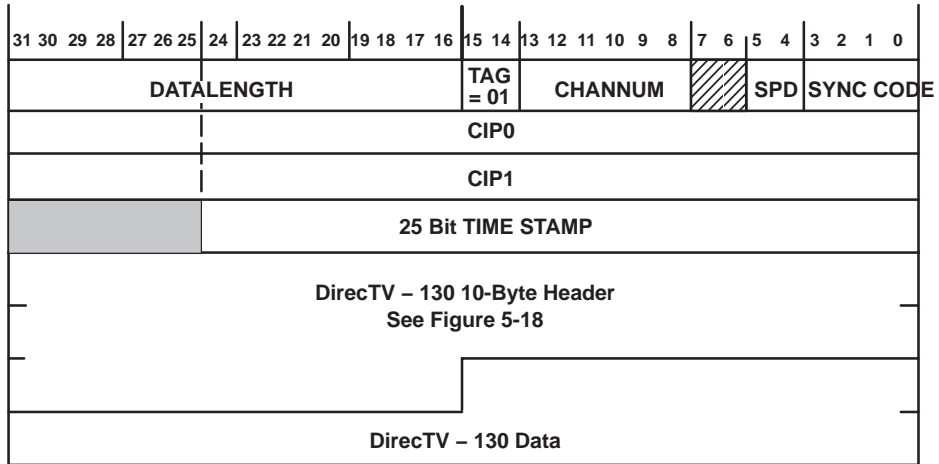 31 30 29 28 27 26 25 24 23 22 21 20 19 18 17 16 15 14 13 12 11 10 9 8 7 6 5 4 3 2 1 0
DATALENGTH TAG = 01 CHANNUM SPD SYNC CODE
CIP0
CIP1
25 Bit TIME STAMP
DirecTV – 130 10-Byte Header
See Figure 5-18
DirecTV – 130 Data